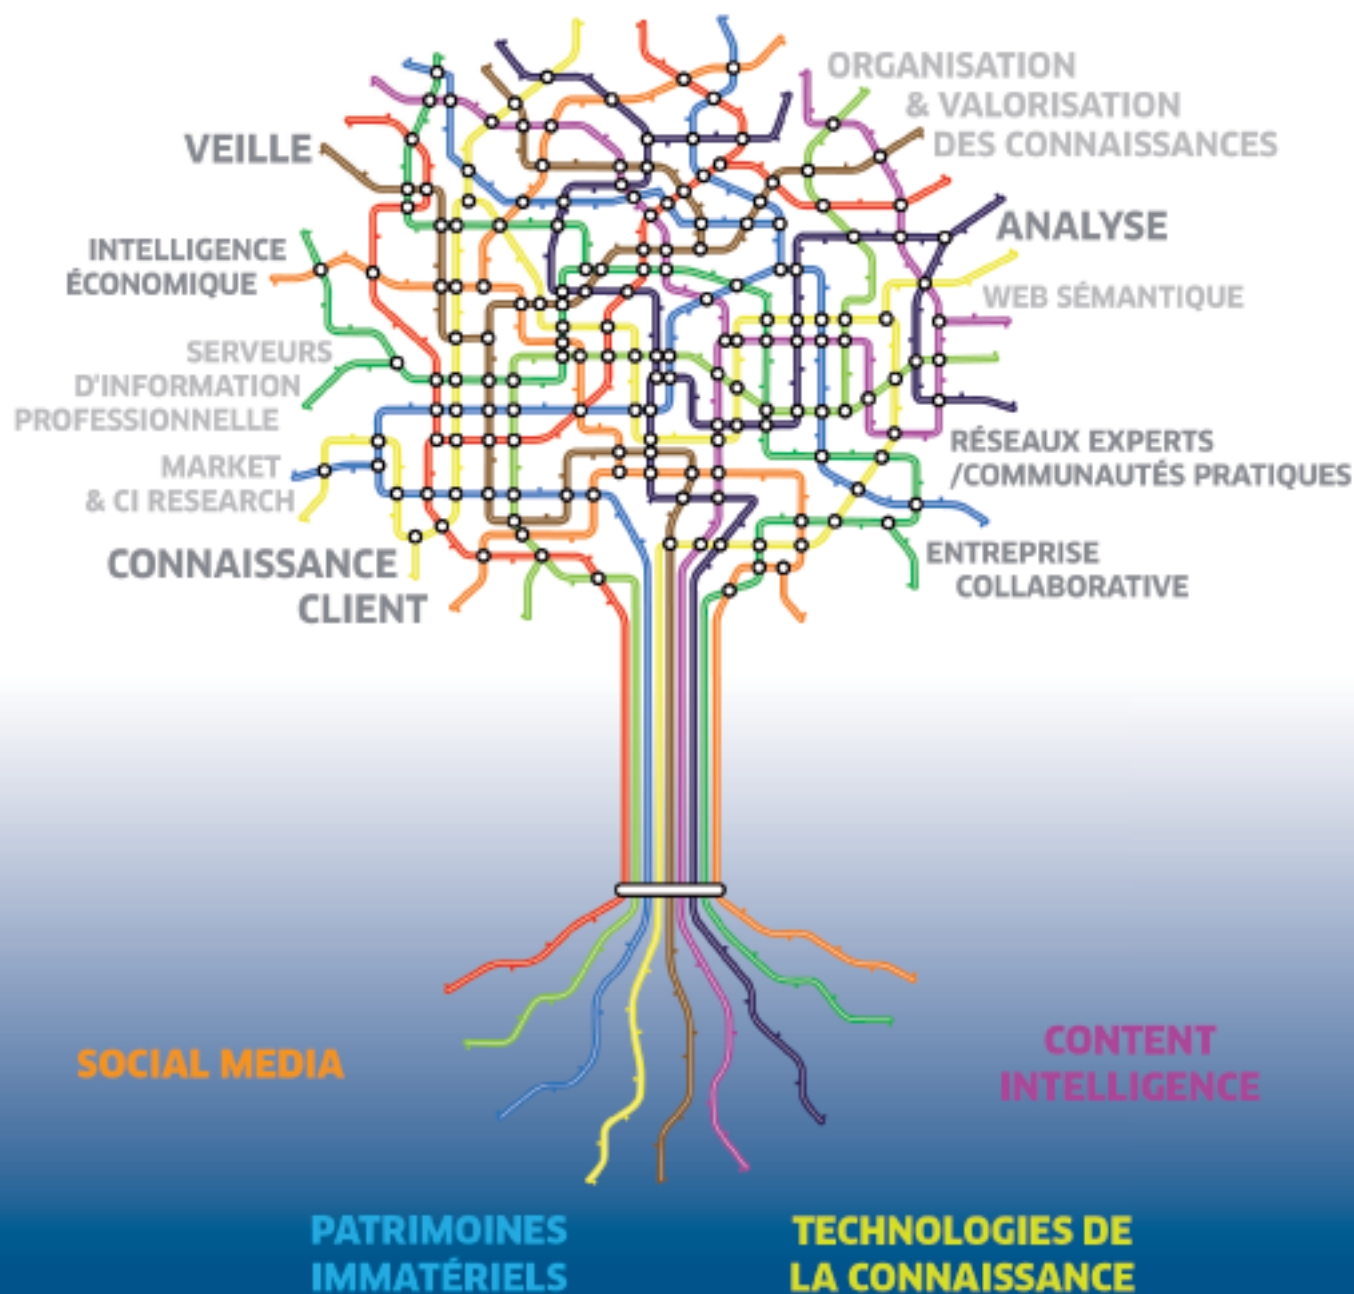 ORGANISATION
& VALORISATION
DES CONNAISSANCES
VEILLE
ANALYSE
INTELLIGENCE
ÉCONOMIQUE
WEB SÉMANTIQUE
SERVEURS
D'INFORMATION
PROFESSIONNELLE
RÉSEAUX EXPERTS
/COMMUNAUTÉS PRATIQUES
MARKET
& CI RESEARCH
ENTREPRISE
COLLABORATIVE
CONNAISSANCE
CLIENT
SOCIAL MEDIA
CONTENT
INTELLIGENCE
PATRIMOINES
IMMATÉRIELS
TECHNOLOGIES DE
LA CONNAISSANCE